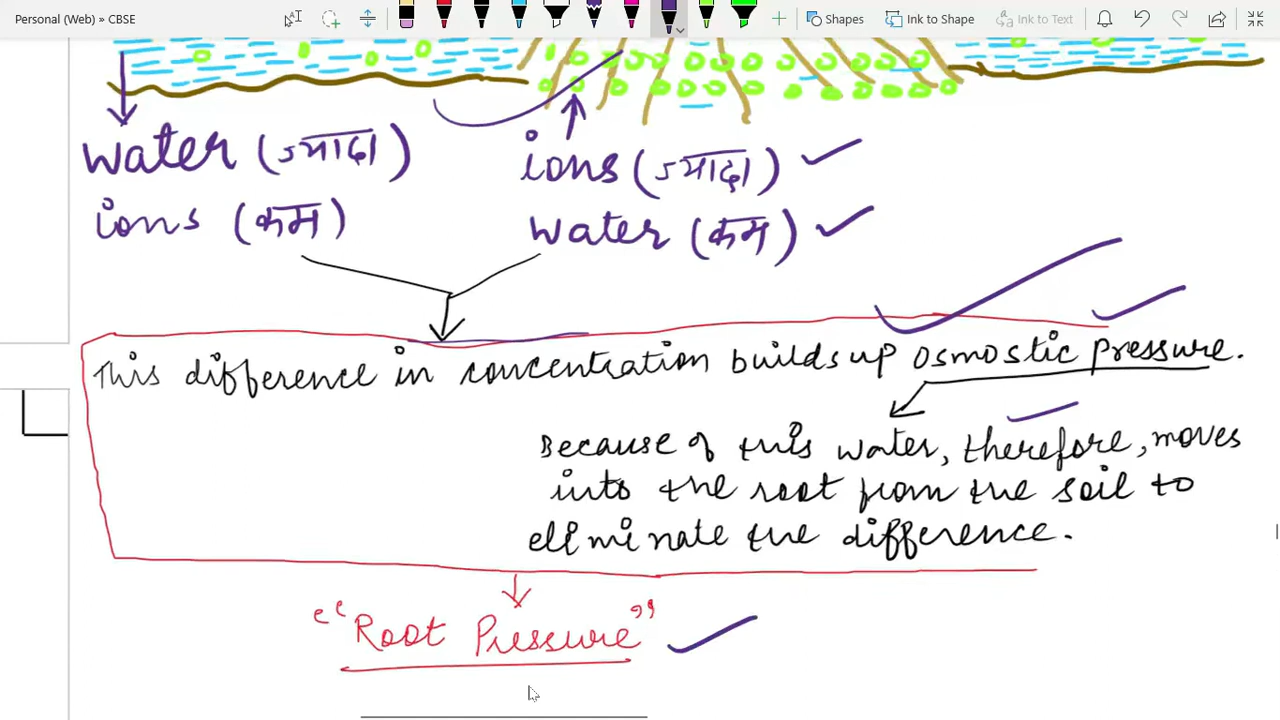 Personal (Web) » CBSE
Shapes
Ink to Shape
Ink to Text
water (ज्यादा)
ions (ज्यादा)
ions (कम)
water (कम)
This difference in concentration builds up osmostic pressure.
Because of this water, therefore, moves
into the root from the soil to
eliminate the difference.
"Root Pressure"